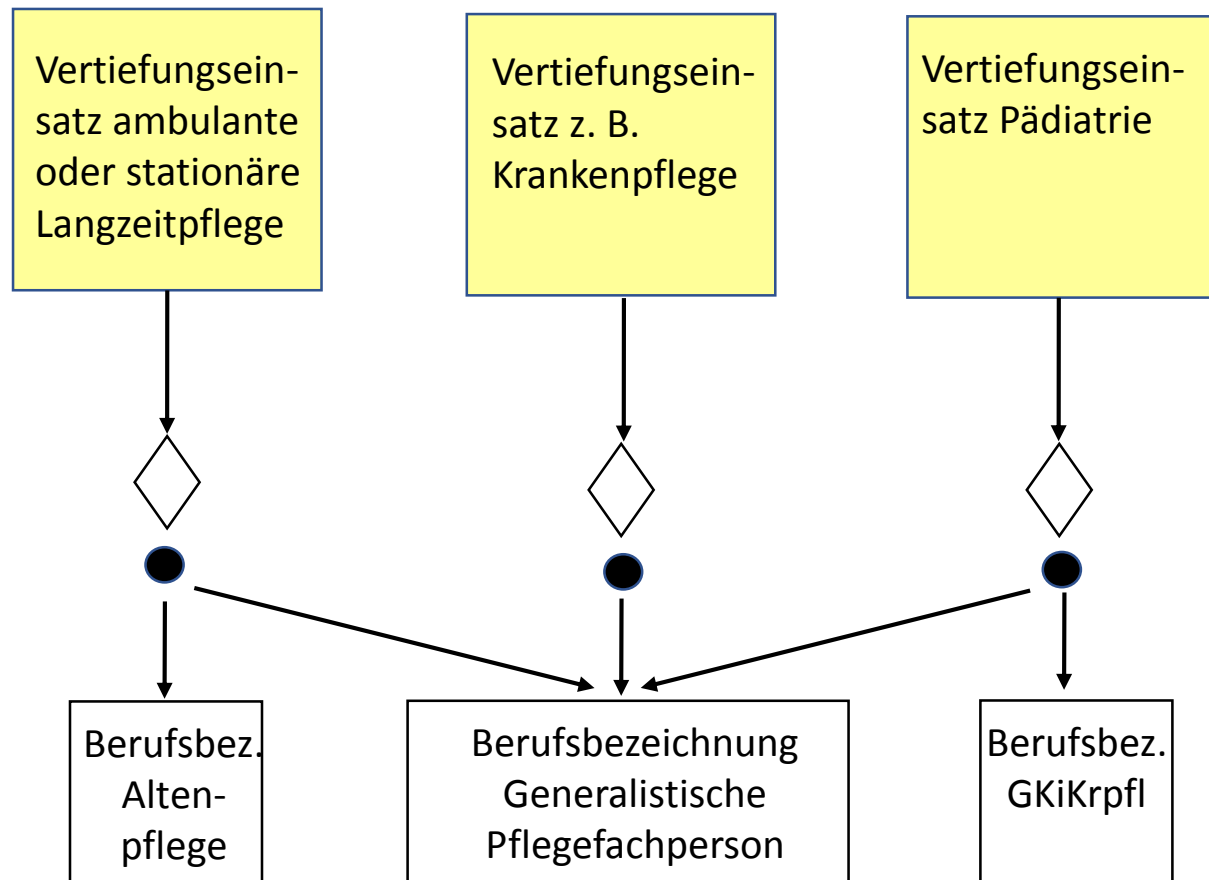 Vertiefungsein-
satz ambulante
oder stationäre
Langzeitpflege
Vertiefungsein-
satz z. B.
Krankenpflege
Vertiefungsein-
satz Pädiatrie
Berufsbez.
Alten-
pflege
Berufsbezeichnung
Generalistische
Pflegefachperson
Berufsbez.
GKiKrpfl